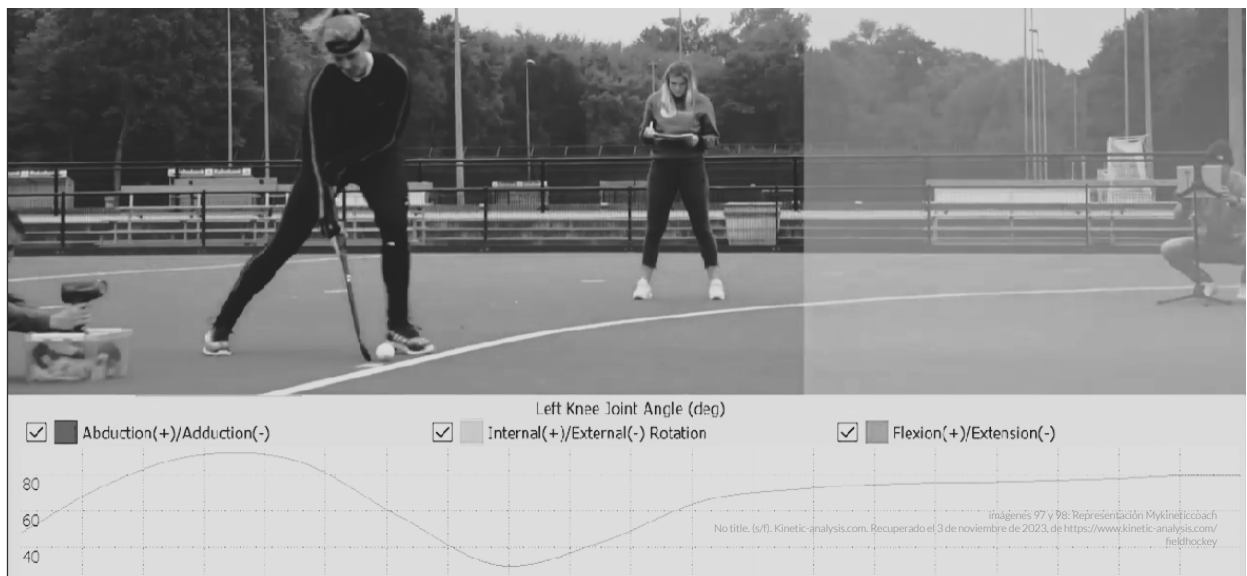 Left Knee Joint Angle (deg)
Abduction(+)/Adduction(-)
Internal(+)/External(-) Rotation
Flexion(+)/Extension(-)
80
60
40
imágenes 97 y 98: Representación Mykineticcoach
No title. (s/f). Kinetic-analysis.com. Recuperado el 3 de noviembre de 2023, de https://www.kinetic-analysis.com/
fieldhockey